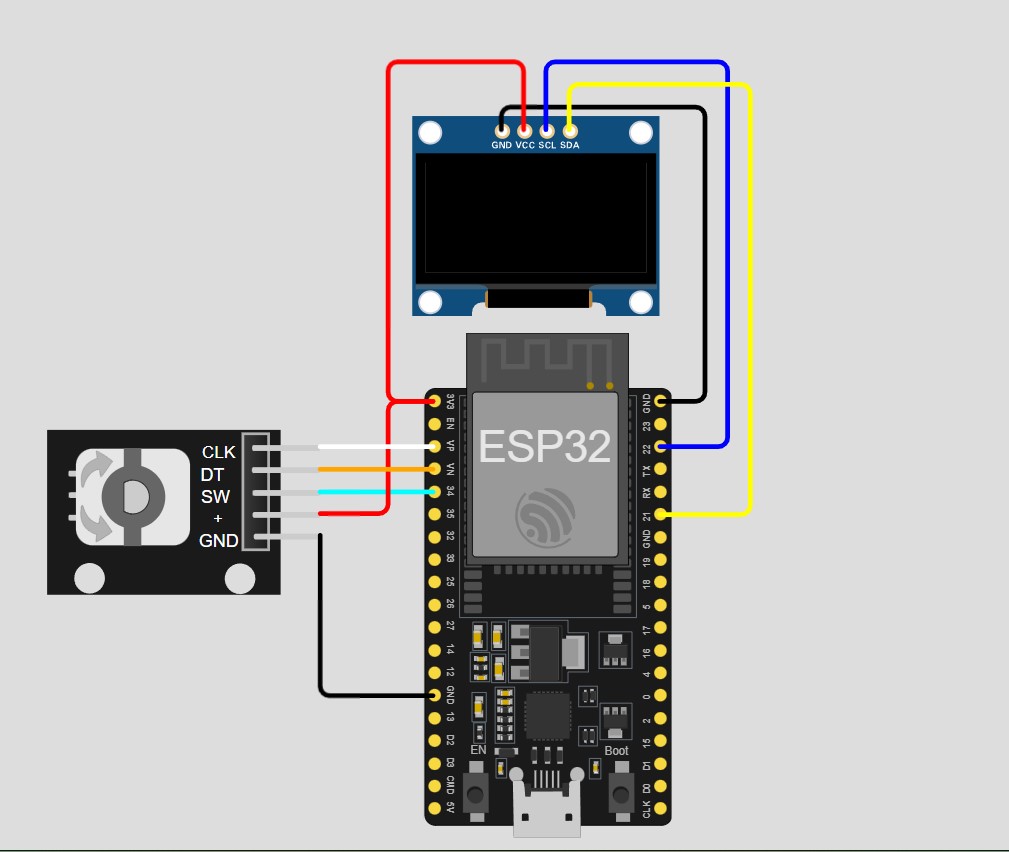 GND VCC SCL SDA
ESP32
CLK
DT
SW
+
GND
3V3
EN
VP
VN
34
35
32
33
25
26
27
14
12
GND
13
D2
D3
CMD
5V
GND
23
22
TX
RX
21
GND
19
18
5
17
16
4
0
2
15
D1
D0
CLK
EN
Boot